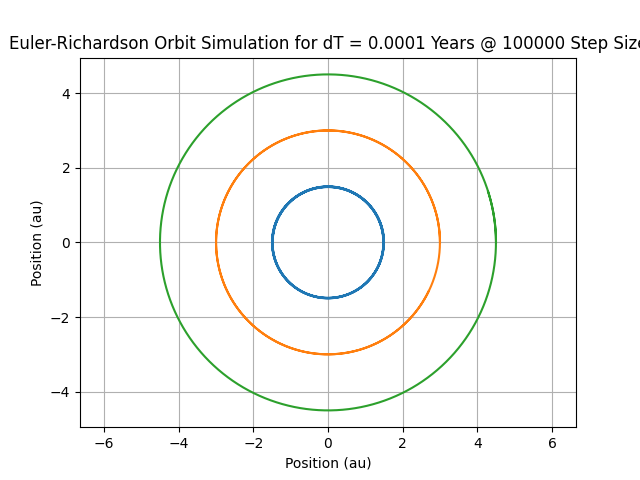 Euler-Richardson Orbit Simulation for dT = 0.0001 Years @ 100000 Step Size
4
2
0
−2
−4
Position (au)
−6 −4 −2 0 2 4 6
Position (au)